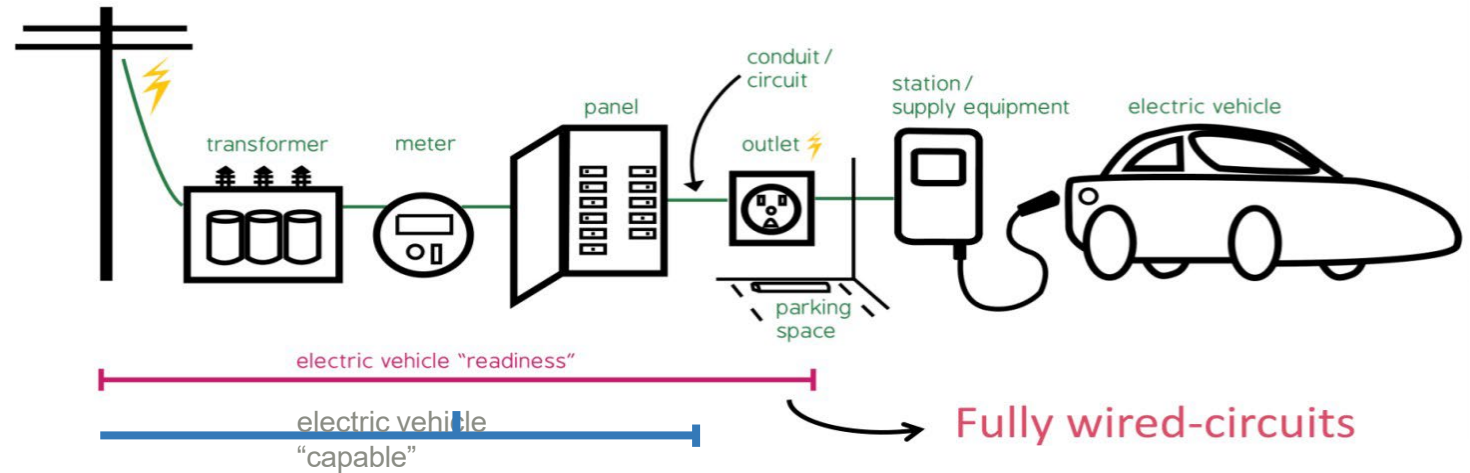 conduit /
circuit
station /
supply equipment
electric vehicle
panel
transformer
meter
outlet
parking
space
electric vehicle “readiness”
electric vehicle
“capable”
Fully wired-circuits